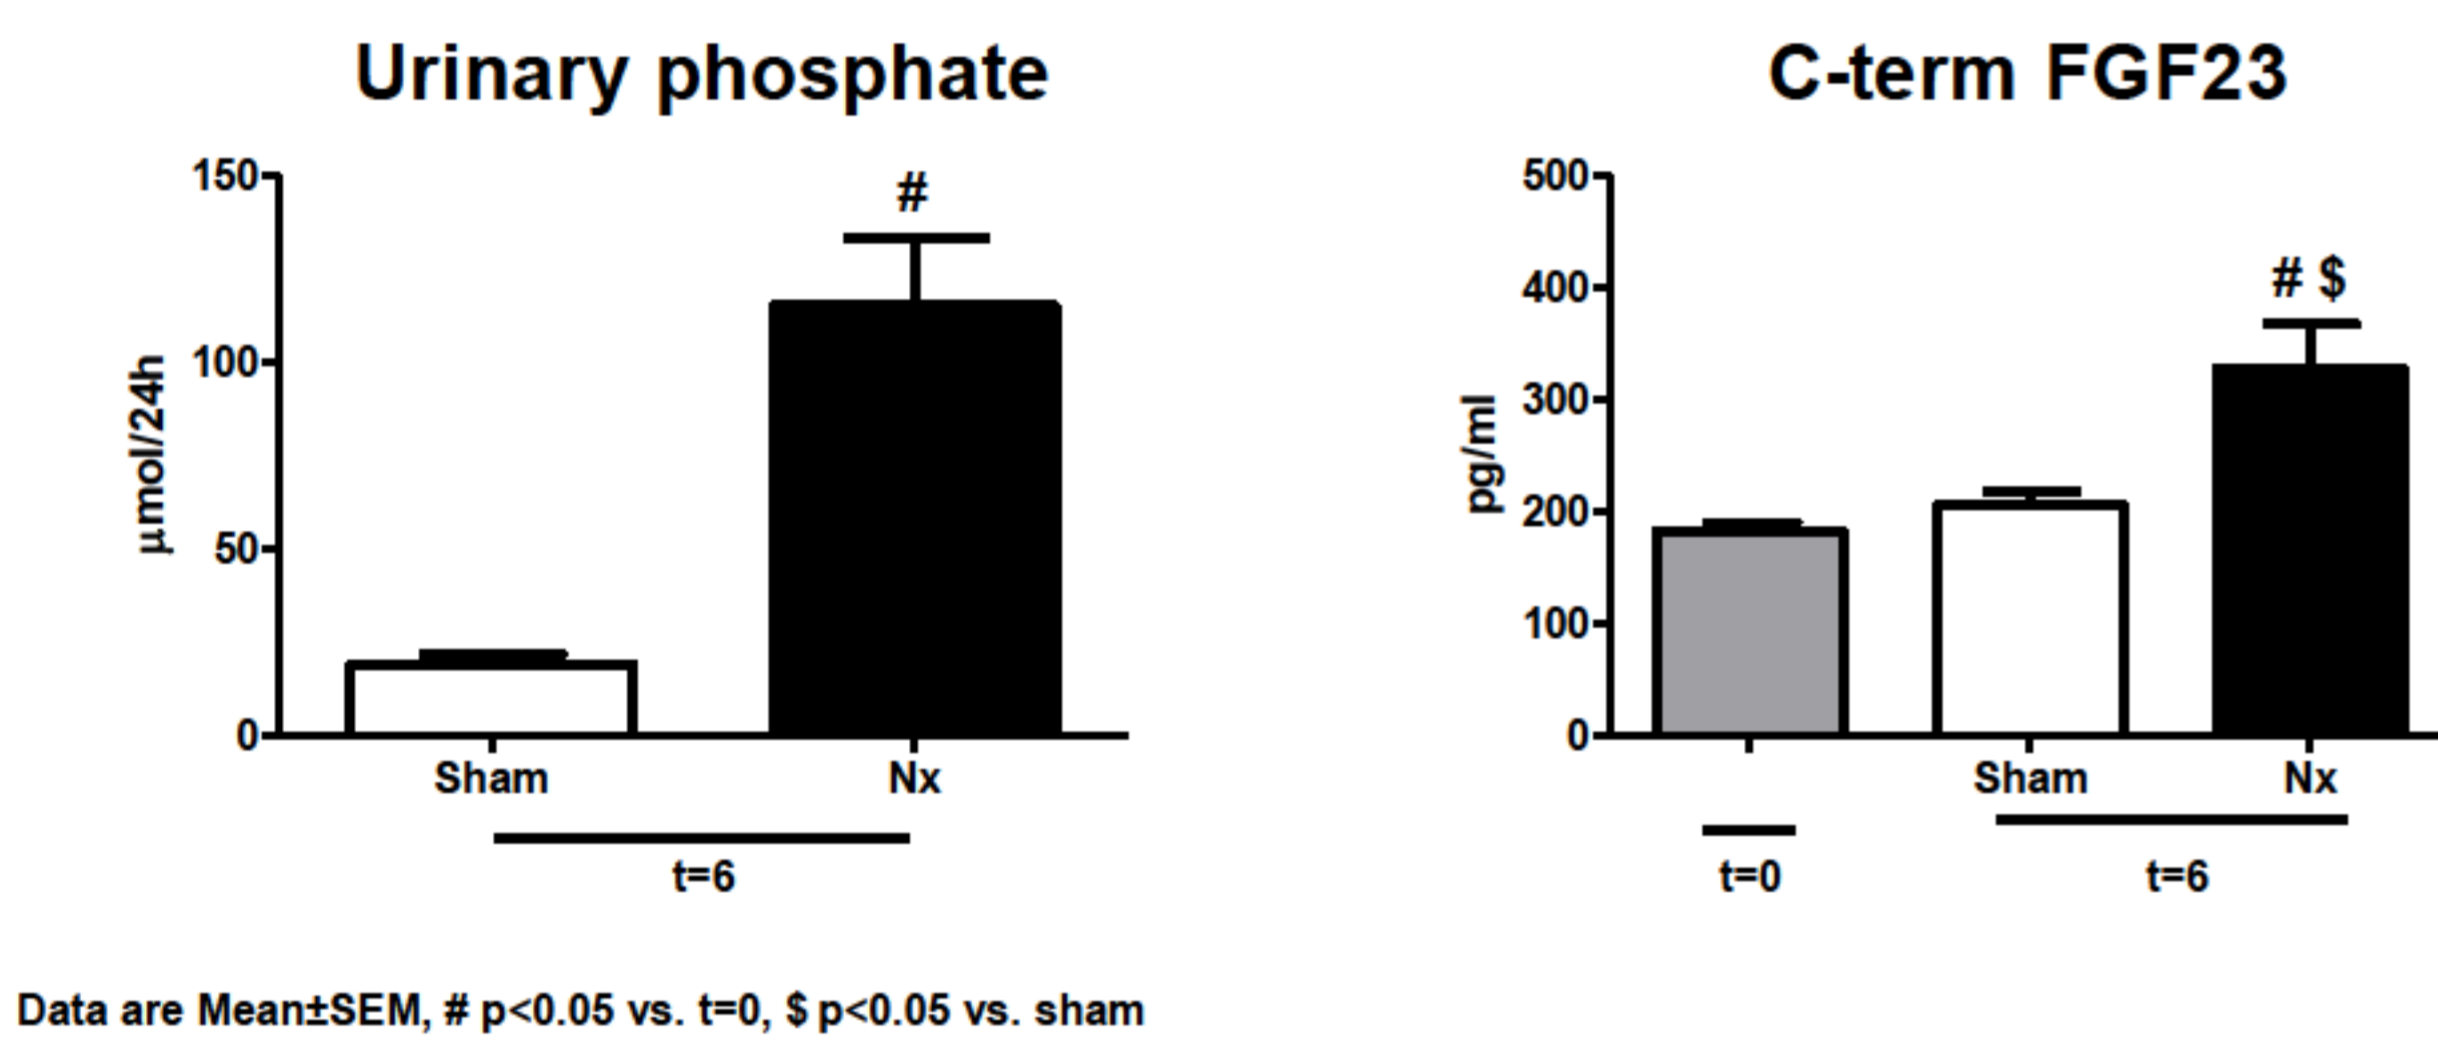 Urinary phosphate
150
100
50
0
µmol/24h
#
Sham
Nx
t=6
C-term FGF23
500
400
300
200
100
0
pg/ml
# $
Sham
Nx
t=0
t=6
Data are Mean±SEM, # p<0.05 vs. t=0, $ p<0.05 vs. sham